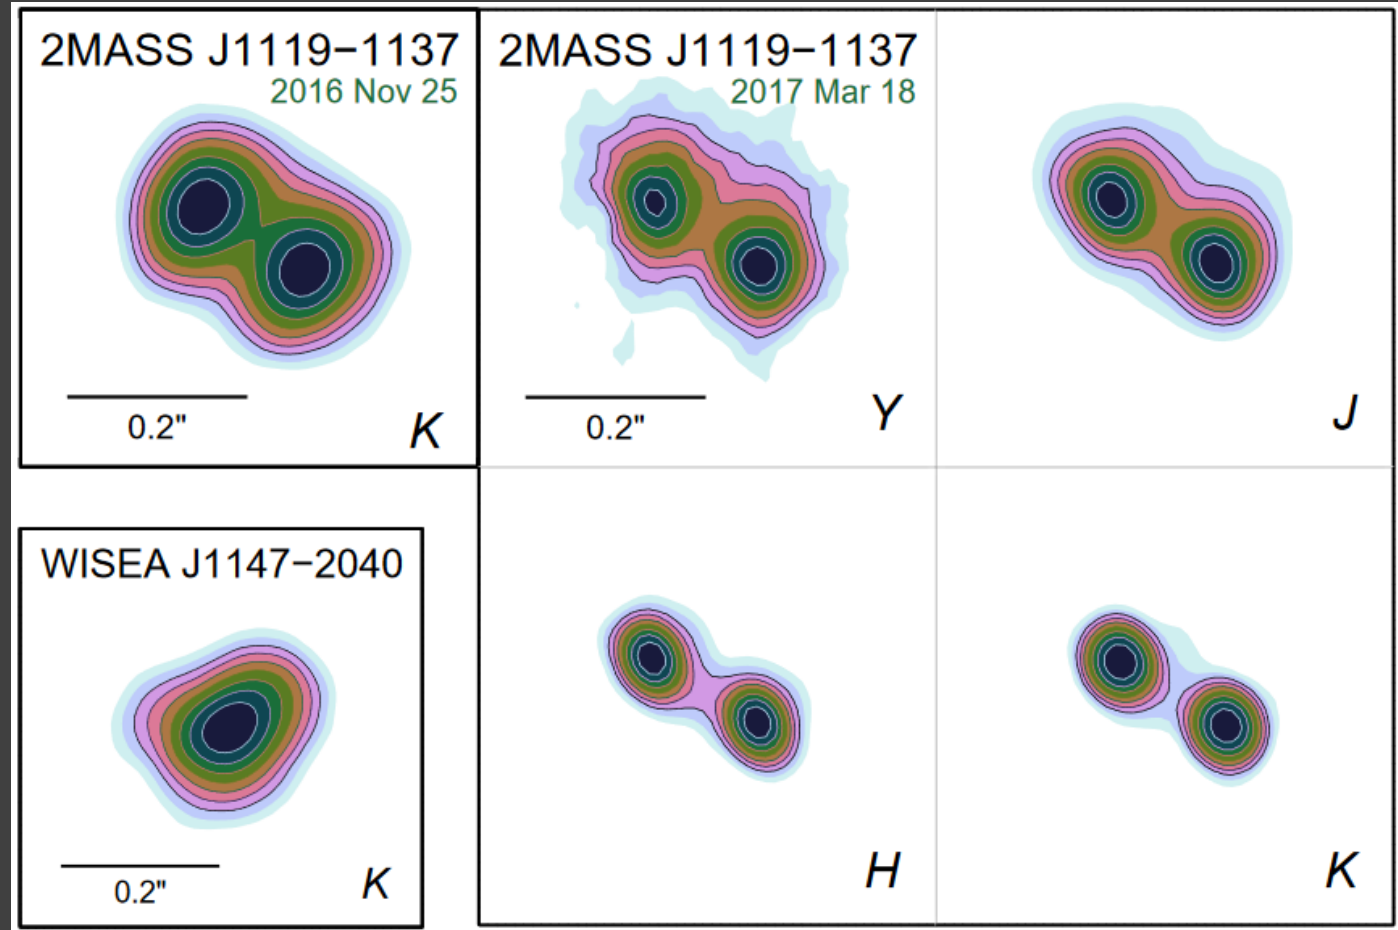 2MASS J1119−1137
2016 Nov 25
0.2"
K
2MASS J1119−1137
2017 Mar 18
0.2"
Y
J
WISEA J1147−2040
0.2"
K
H
K